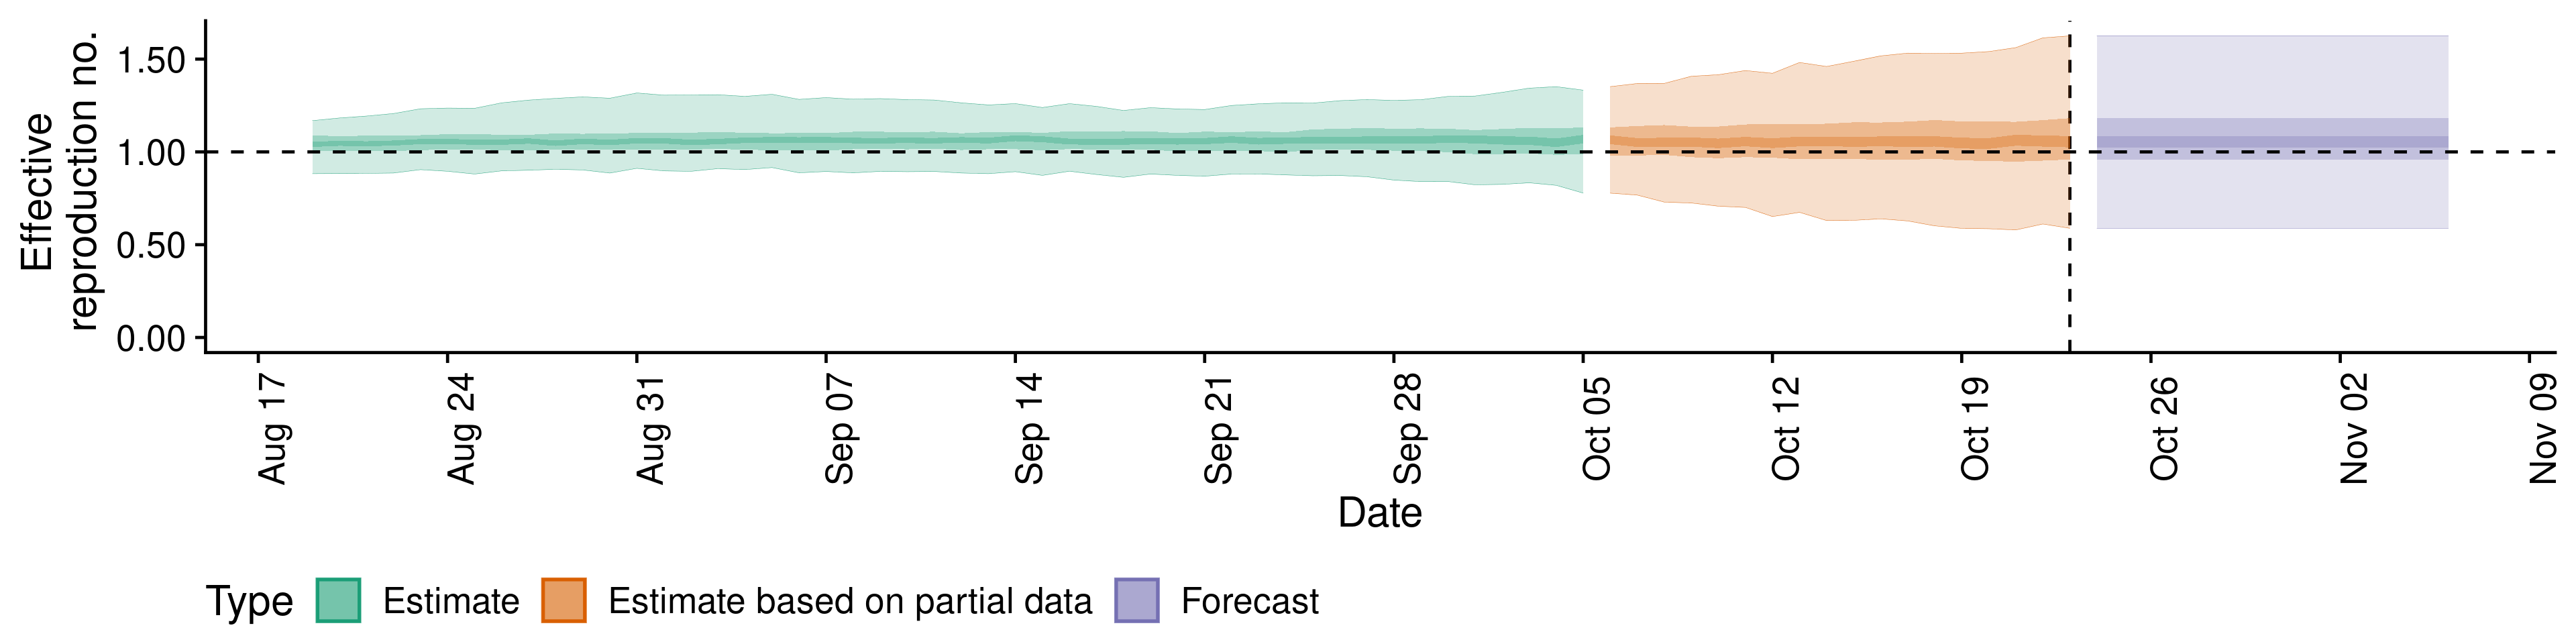 Effective
reproduction no.
1.50
1.00
0.50
0.00
Aug 17
Aug 24
Aug 31
Sep 07
Sep 14
Sep 21
Sep 28
Oct 05
Oct 12
Oct 19
Oct 26
Nov 02
Nov 09
Date
Type Estimate Estimate based on partial data Forecast